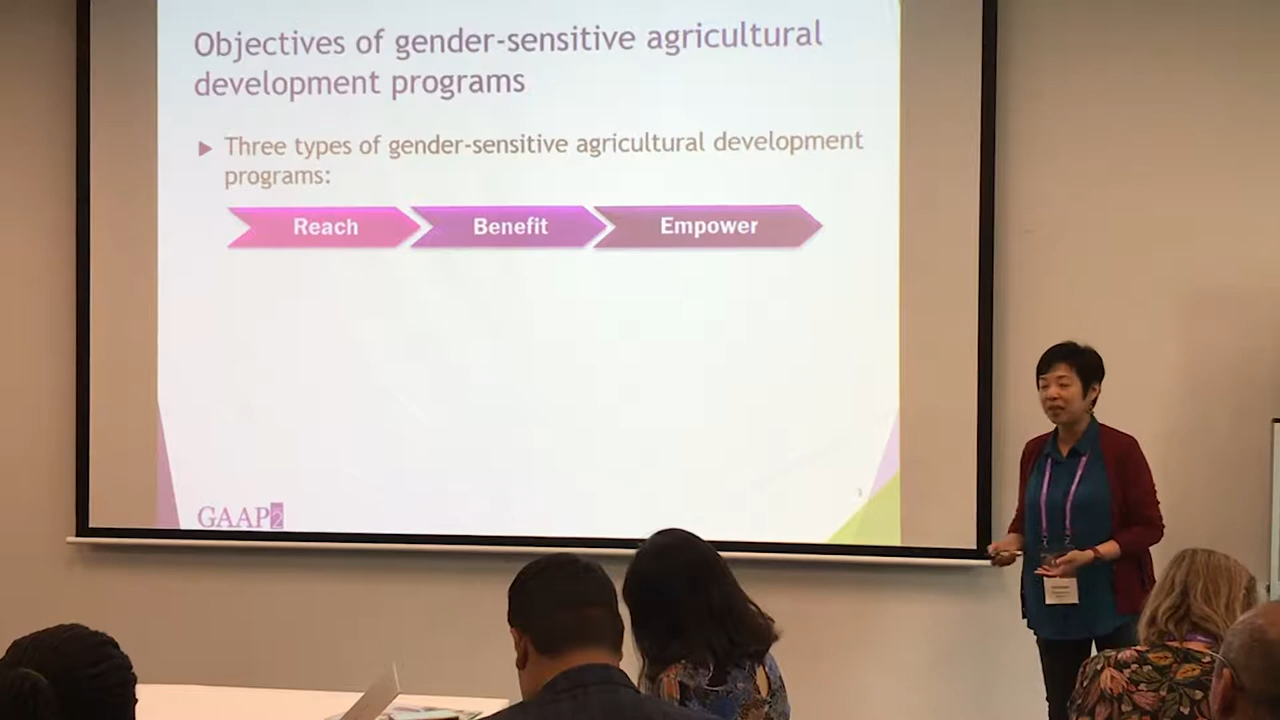 Objectives of gender-sensitive agricultural
development programs
Three types of gender-sensitive agricultural development
programs:
Reach
Benefit
Empower
GAAP2
3